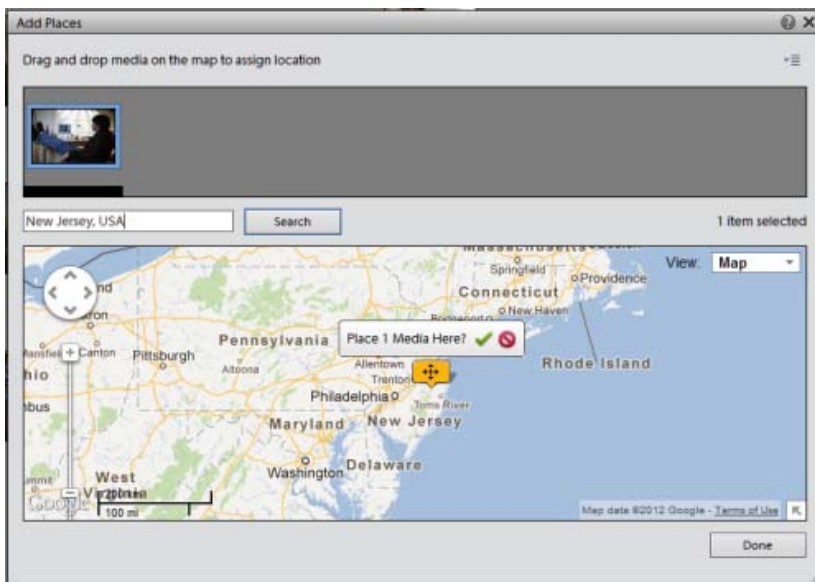 Add Places
Drag and drop media on the map to assign location
New Jersey, USA
Search
1 item selected
View:
Map
Springfield
Providence
Connecticut
New Haven
Place 1 Media Here?
Pennsylvania
Canton
Pittsburgh
Altoona
Allentown
Trenton
Rhode Island
Philadelphia
Toms River
Maryland
New Jersey
Washington
Delaware
West
Virginia
100 mi
Google
Map data ©2012 Google - Terms of Use
Done